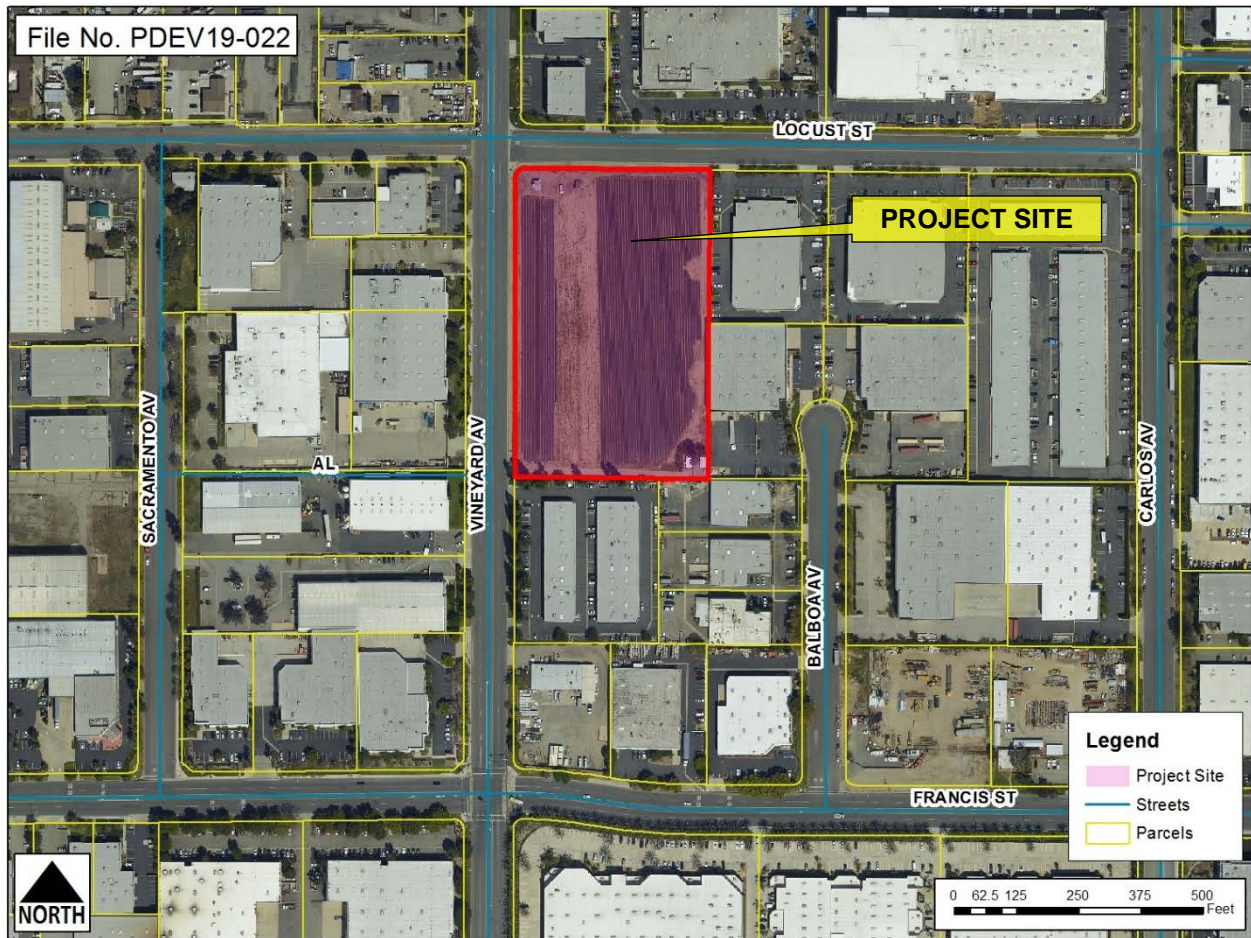 File No. PDEV19-022
LOCUST ST
PROJECT SITE
SACRAMENTO AV
AL
VINEYARD AV
BALBOA AV
CARLOS AV
FRANCIS ST
Legend
Project Site
Streets
Parcels
NORTH
0 62.5 125 250 375 500
Feet